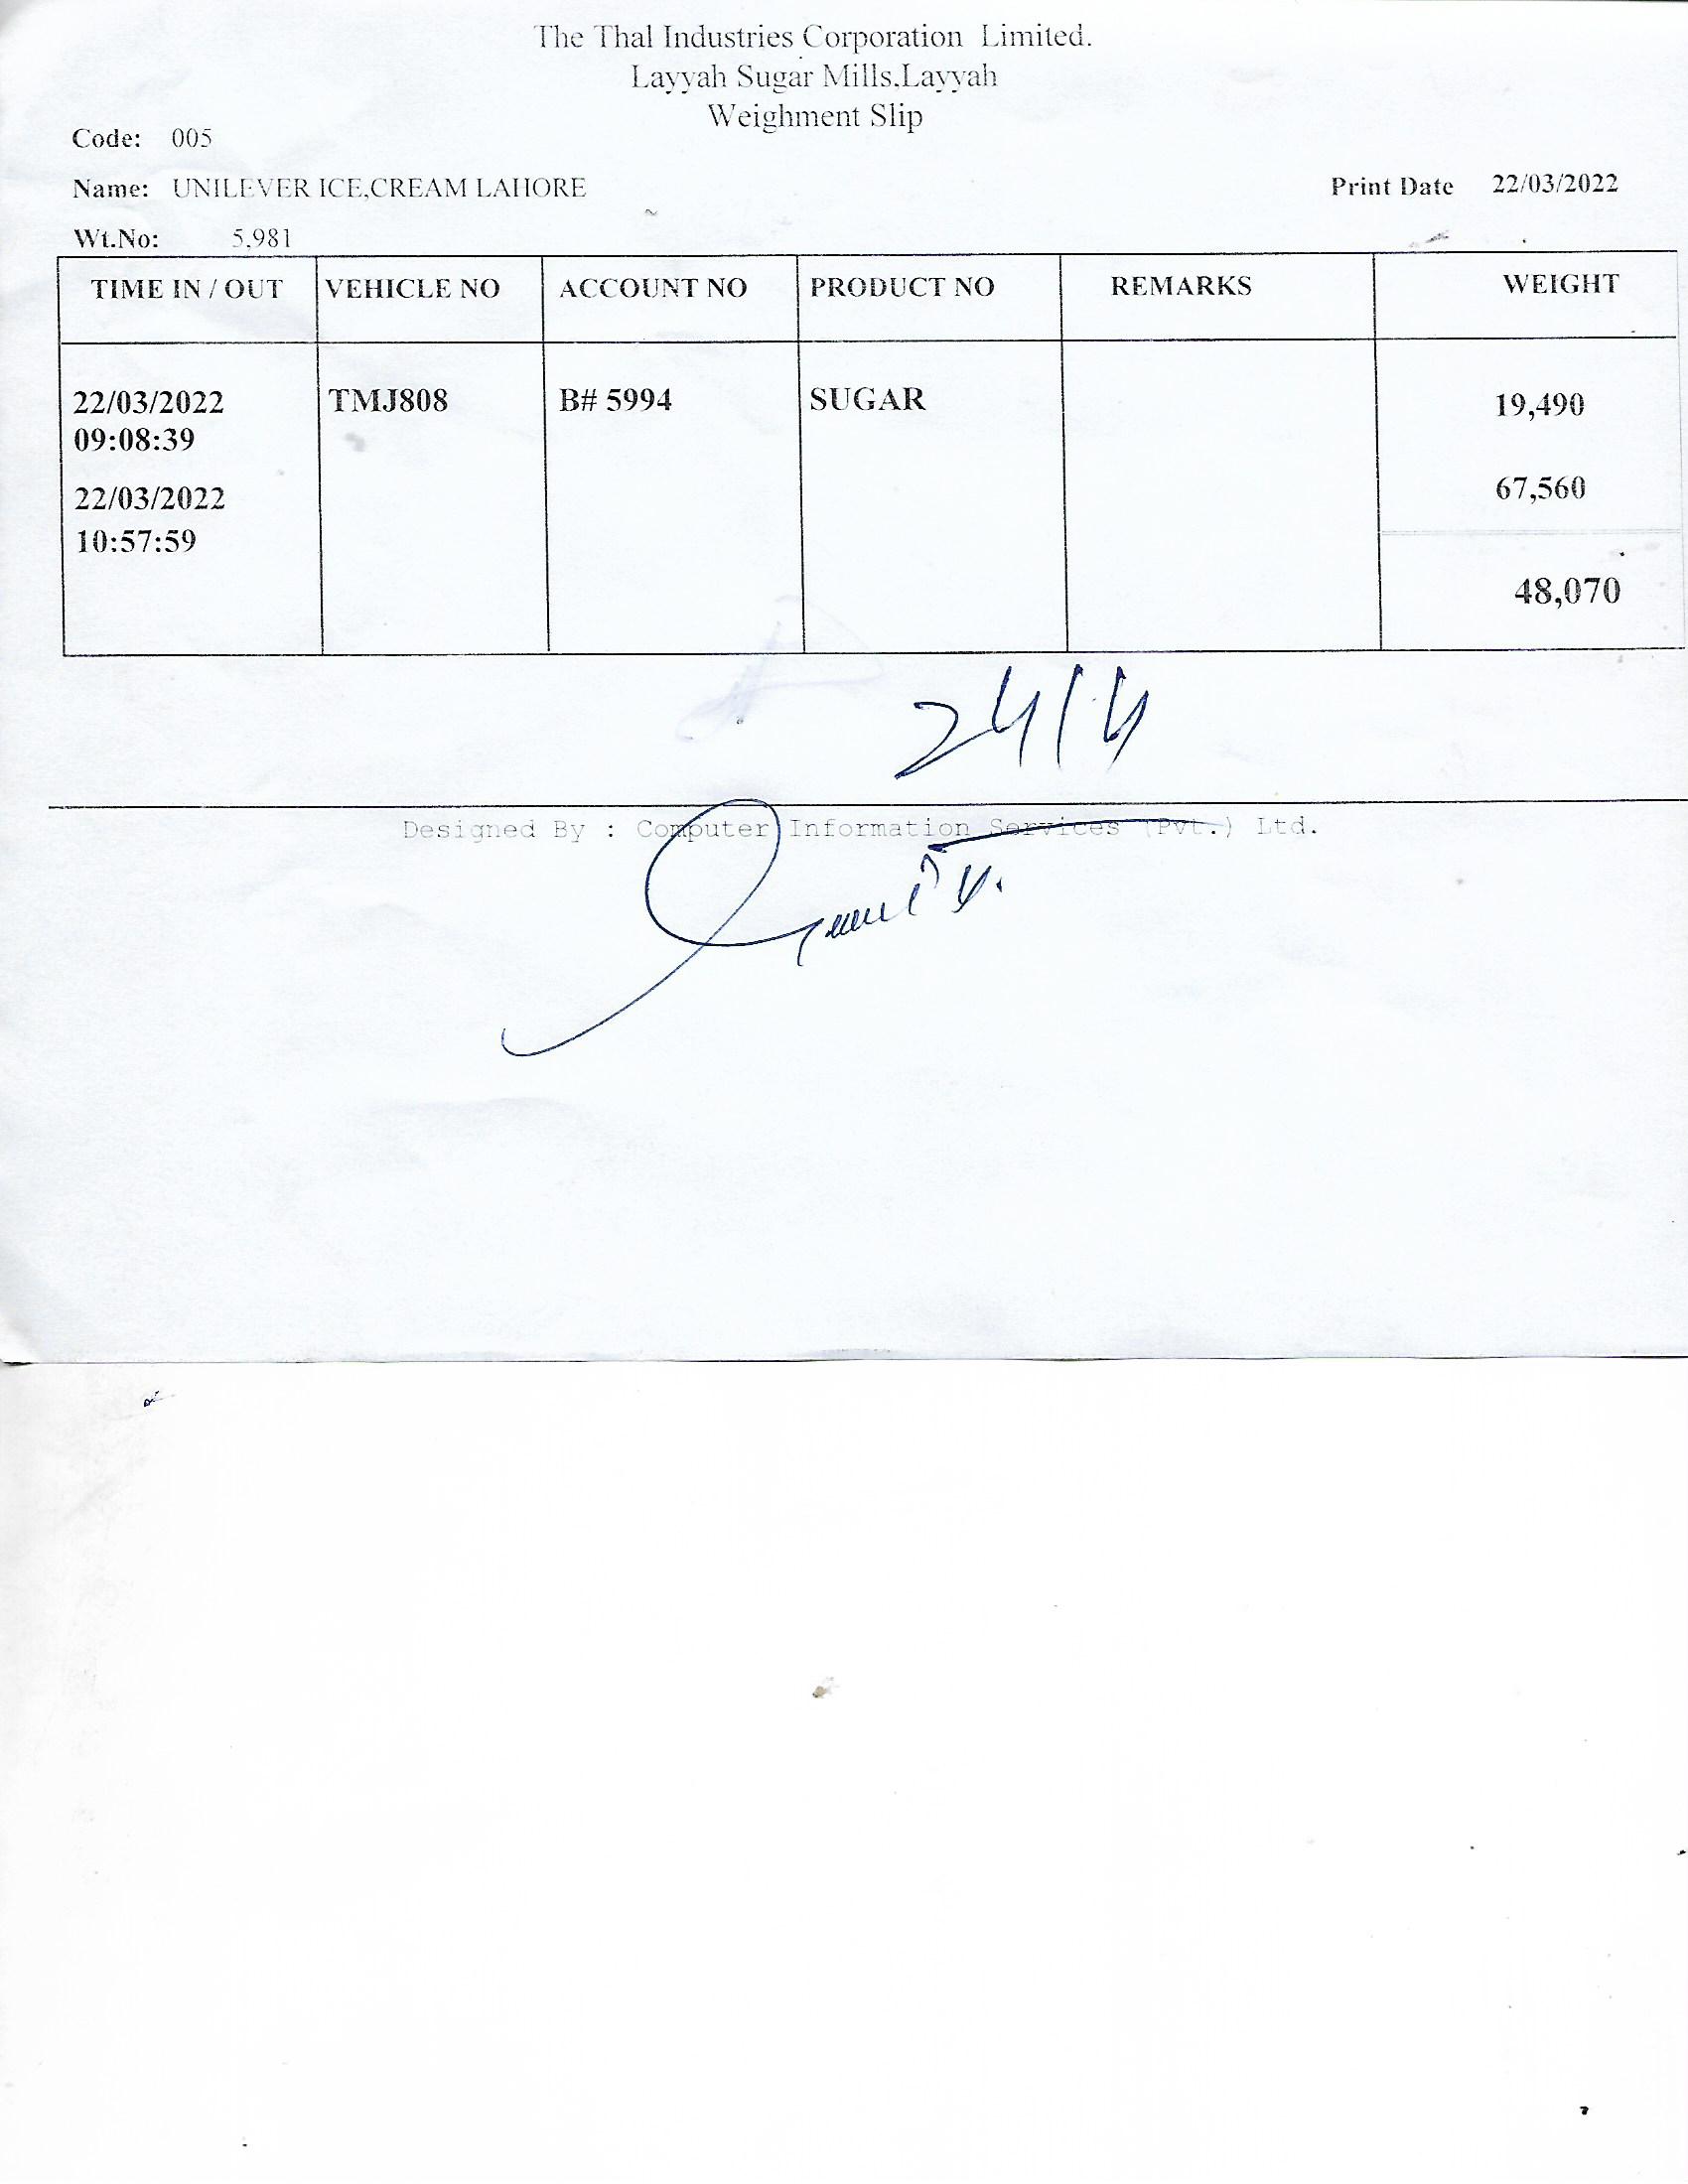 The Thal Industries Corporation Limited.
Layyah Sugar Mills,Layyah
Weighment Slip
Code: 005
Name: UNILEVER ICE,CREAM LAHORE Print Date 22/03/2022
Wt.No: 5,981
TIME IN / OUT VEHICLE NO ACCOUNT NO PRODUCT NO REMARKS WEIGHT
22/03/2022 TMJ808 B# 5994 SUGAR 19,490
09:08:39
22/03/2022 67,560
10:57:59
48,070
Designed By : Computer Information Services (Pvt.) Ltd.